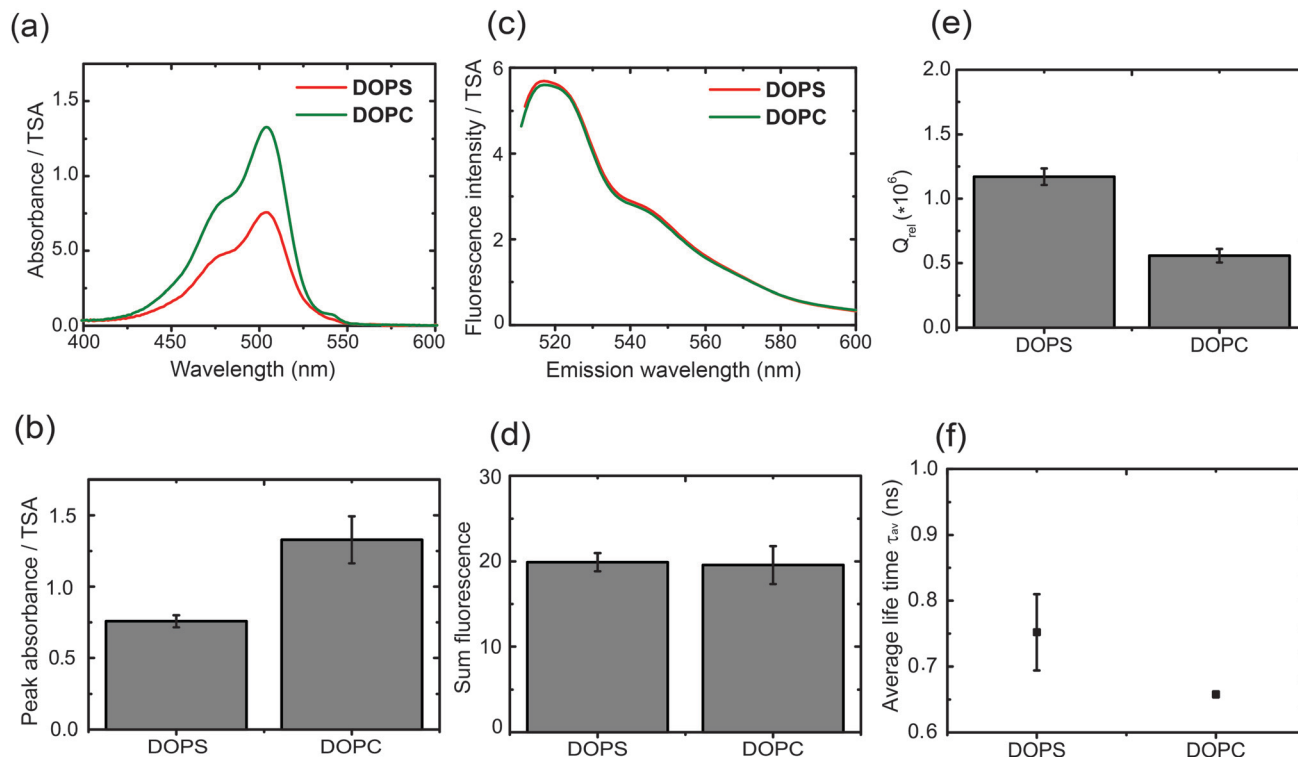 (a)
Absorbance / TSA
1.5
1.0
5.0
0.0
DOPS
DOPC
400 450 500 550 600
Wavelength (nm)
(b)
Peak absorbance / TSA
1.5
1.0
0.5
0.0
DOPS DOPC
(c)
Fluorescence intensity / TSA
6
4
2
0
DOPS
DOPC
520 540 560 580 600
Emission wavelength (nm)
(d)
Sum fluorescence
30
20
10
0
DOPS DOPC
(e)
Qrel (*10⁶)
2.0
1.5
1.0
0.5
0.0
DOPS DOPC
(f)
Average life time τav (ns)
1.0
0.9
0.8
0.7
0.6
DOPS DOPC